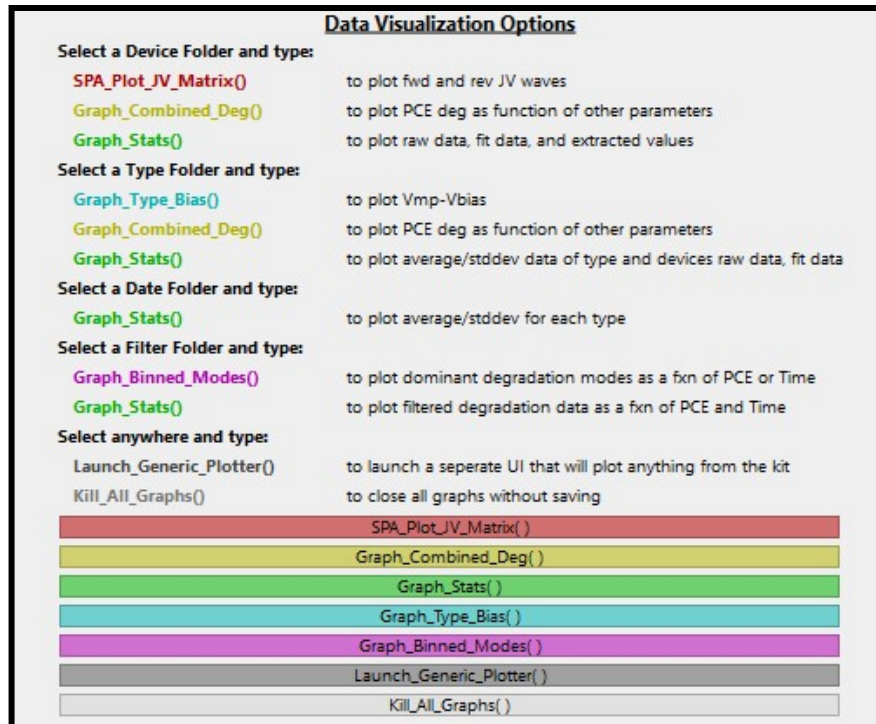 Data Visualization Options
Select a Device Folder and type:
SPA_Plot_JV_Matrix() to plot fwd and rev JV waves
Graph_Combined_Deg() to plot PCE deg as function of other parameters
Graph_Stats() to plot raw data, fit data, and extracted values
Select a Type Folder and type:
Graph_Type_Bias() to plot Vmp-Vbias
Graph_Combined_Deg() to plot PCE deg as function of other parameters
Graph_Stats() to plot average/stddev data of type and devices raw data, fit data
Select a Date Folder and type:
Graph_Stats() to plot average/stddev for each type
Select a Filter Folder and type:
Graph_Binned_Modes() to plot dominant degradation modes as a fxn of PCE or Time
Graph_Stats() to plot filtered degradation data as a fxn of PCE and Time
Select anywhere and type:
Launch_Generic_Plotter() to launch a seperate UI that will plot anything from the kit
Kill_All_Graphs() to close all graphs without saving
SPA_Plot_JV_Matrix( )
Graph_Combined_Deg( )
Graph_Stats( )
Graph_Type_Bias( )
Graph_Binned_Modes( )
Launch_Generic_Plotter( )
Kill_All_Graphs( )